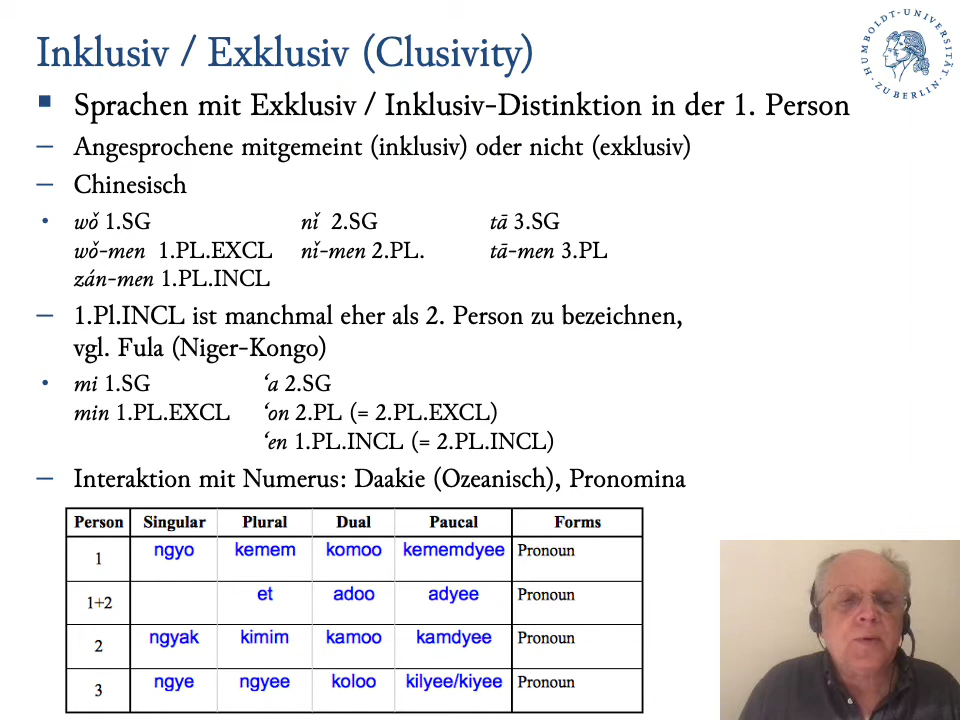 Inklusiv / Exklusiv (Clusivity)
HUMBOLDT-UNIVERSITÄT · ZU BERLIN ·
Sprachen mit Exklusiv / Inklusiv-Distinktion in der 1. Person
– Angesprochene mitgemeint (inklusiv) oder nicht (exklusiv)
– Chinesisch
• wǒ 1.SG nǐ 2.SG tā 3.SG
wǒ-men 1.PL.EXCL nǐ-men 2.PL. tā-men 3.PL
zán-men 1.PL.INCL
– 1.Pl.INCL ist manchmal eher als 2. Person zu bezeichnen,
vgl. Fula (Niger-Kongo)
• mi 1.SG ‘a 2.SG
min 1.PL.EXCL ‘on 2.PL (= 2.PL.EXCL)
‘en 1.PL.INCL (= 2.PL.INCL)
– Interaktion mit Numerus: Daakie (Ozeanisch), Pronomina
Person Singular Plural Dual Paucal Forms
1 ngyo kemem komoo kememdyee Pronoun
1+2 et adoo adyee Pronoun
2 ngyak kimim kamoo kamdyee Pronoun
3 ngye ngyee koloo kilyee/kiyee Pronoun